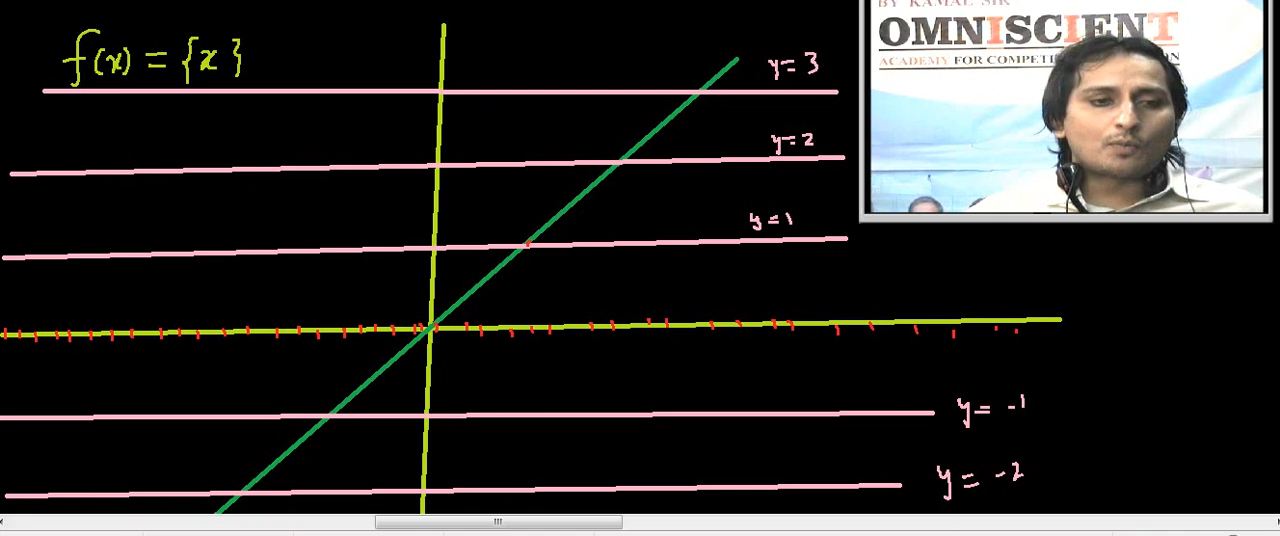 BY KAMAL SIR
OMNISCIENT
ACADEMY FOR COMPETI
f(x) = {x}
y = 3
y = 2
y = 1
y = -1
y = -2